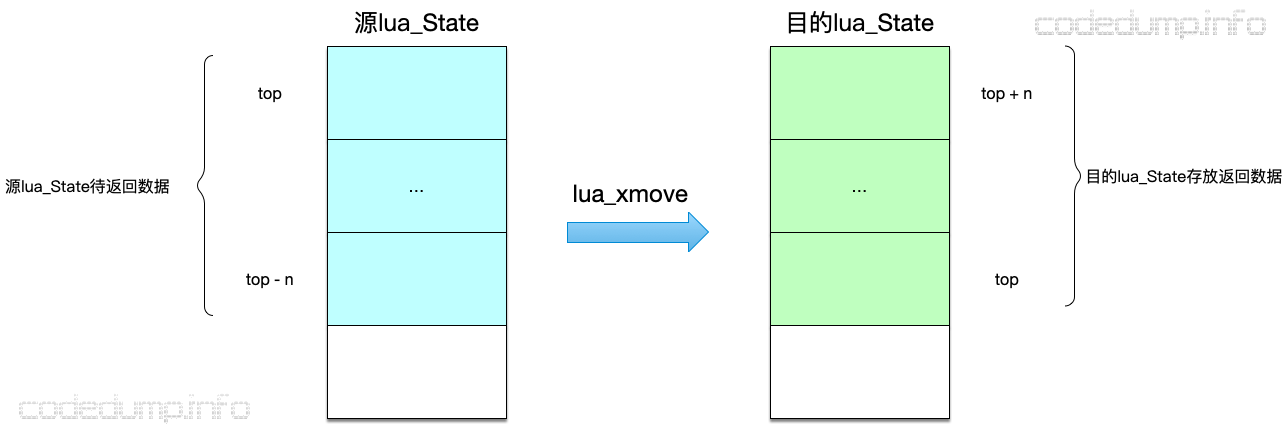 源lua_State
目的lua_State
codedump.info
top
top + n
源lua_State待返回数据
...
...
lua_xmove
目的lua_State存放返回数据
top - n
top
codedump.info